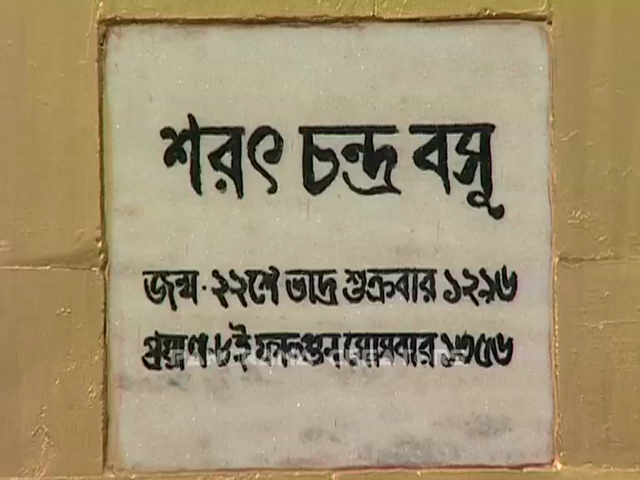 শরৎ চন্দ্র বসু
জন্ম · ২২শে ভাদ্র শুক্রবার ১২৯৬
প্রয়াণ · ৮ই ফাল্গুন সোমবার ১৩৫৬